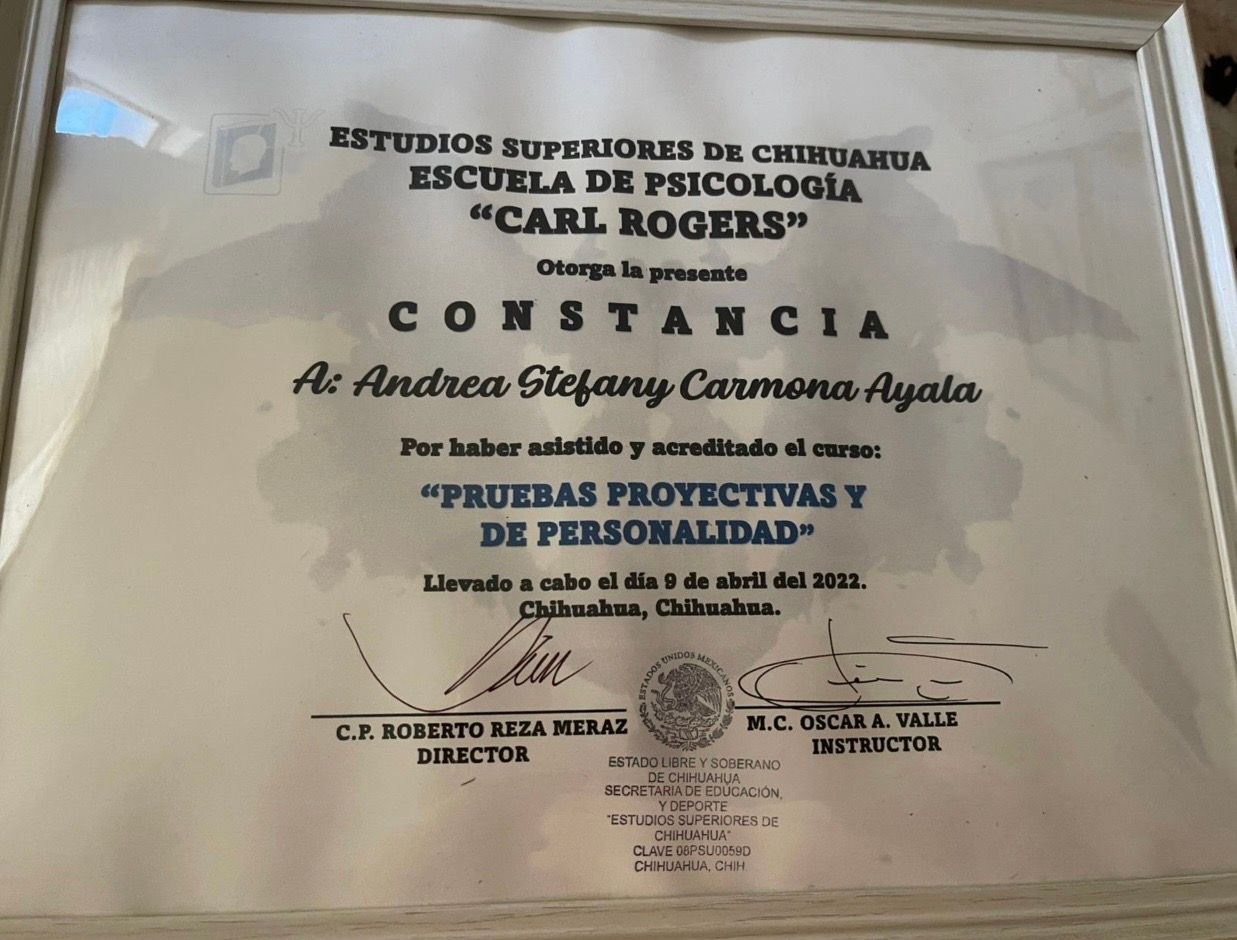 ESTUDIOS SUPERIORES DE CHIHUAHUA
ESCUELA DE PSICOLOGÍA
“CARL ROGERS”
Otorga la presente
CONSTANCIA
A: Andrea Stefany Carmona Ayala
Por haber asistido y acreditado el curso:
“PRUEBAS PROYECTIVAS Y
DE PERSONALIDAD”
Llevado a cabo el día 9 de abril del 2022.
Chihuahua, Chihuahua.
C.P. ROBERTO REZA MERAZ
DIRECTOR
ESTADOS UNIDOS MEXICANOS
M.C. OSCAR A. VALLE
INSTRUCTOR
ESTADO LIBRE Y SOBERANO
DE CHIHUAHUA
SECRETARIA DE EDUCACIÓN,
Y DEPORTE
"ESTUDIOS SUPERIORES DE
CHIHUAHUA"
CLAVE 08PSU0059D
CHIHUAHUA, CHIH.